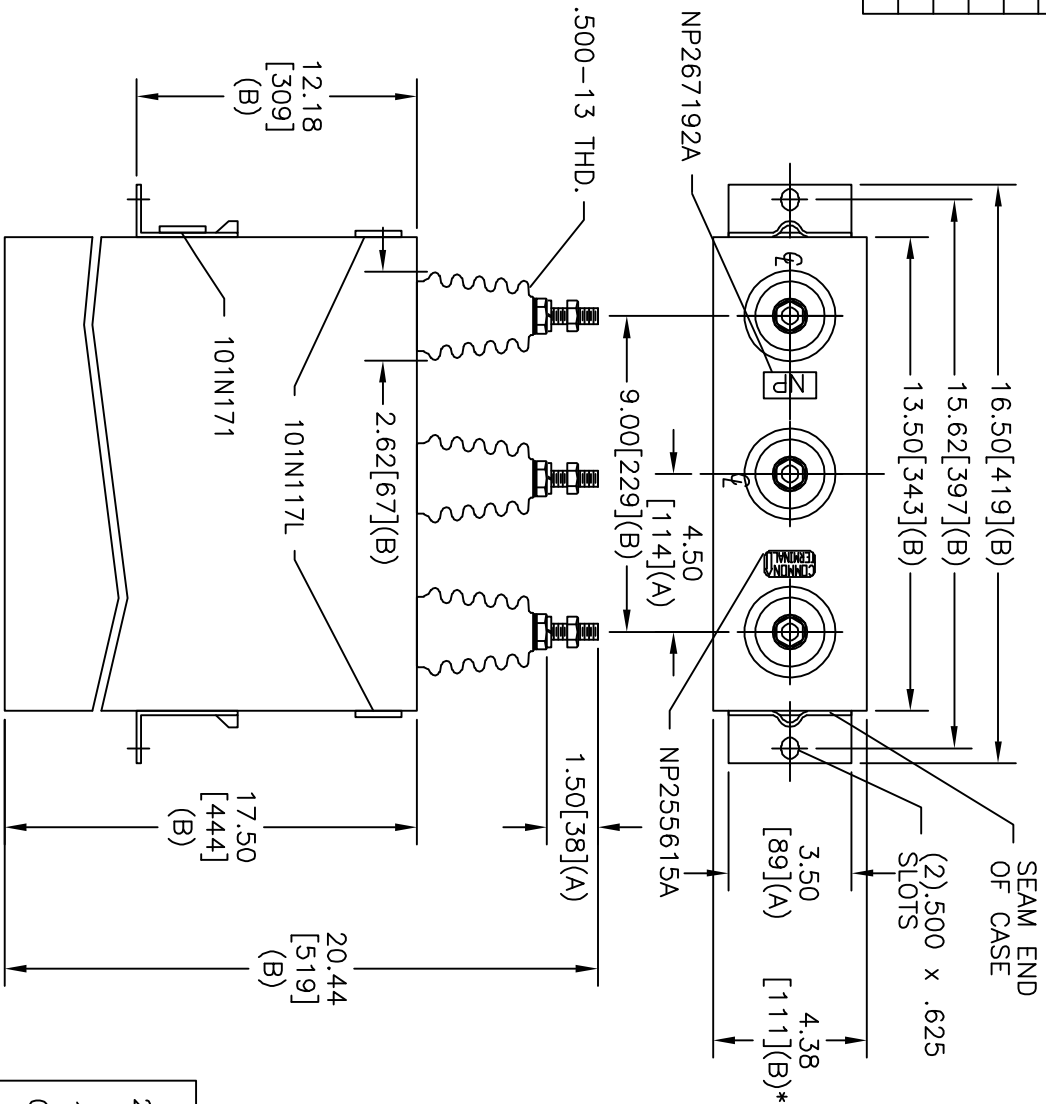 SEAM END
OF CASE
(2).500 x .625
SLOTS
16.50[419](B)
15.62[397](B)
13.50[343](B)
3.50
[89](A)
4.38
[111](B)*
NP267192A
NP
COMMON
TERMINAL
CL
CL
NP255615A
4.50
[114](A)
9.00[229](B)
.500-13 THD.
1.50[38](A)
2.62[67](B)
12.18
[309]
(B)
17.50
[444]
(B)
20.44
[519]
(B)
101N117L
101N171